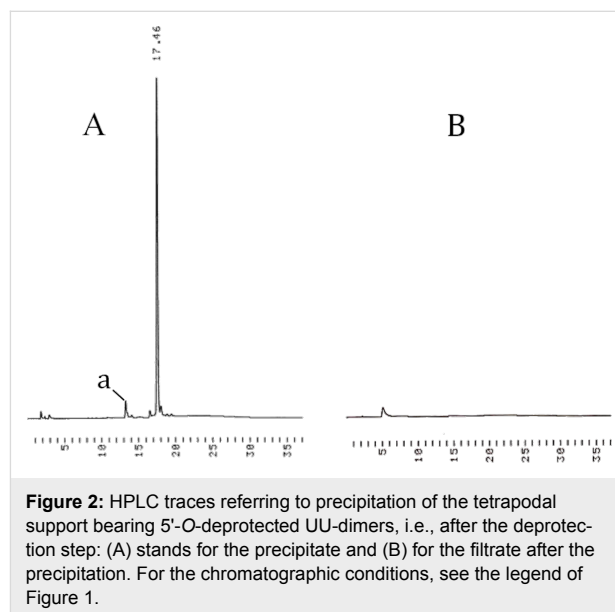 17.46
A
B
a
5 10 15 20 25 30 35
5 10 15 20 25 30 35
Figure 2: HPLC traces referring to precipitation of the tetrapodal
support bearing 5'-O-deprotected UU-dimers, i.e., after the deprotec-
tion step: (A) stands for the precipitate and (B) for the filtrate after the
precipitation. For the chromatographic conditions, see the legend of
Figure 1.